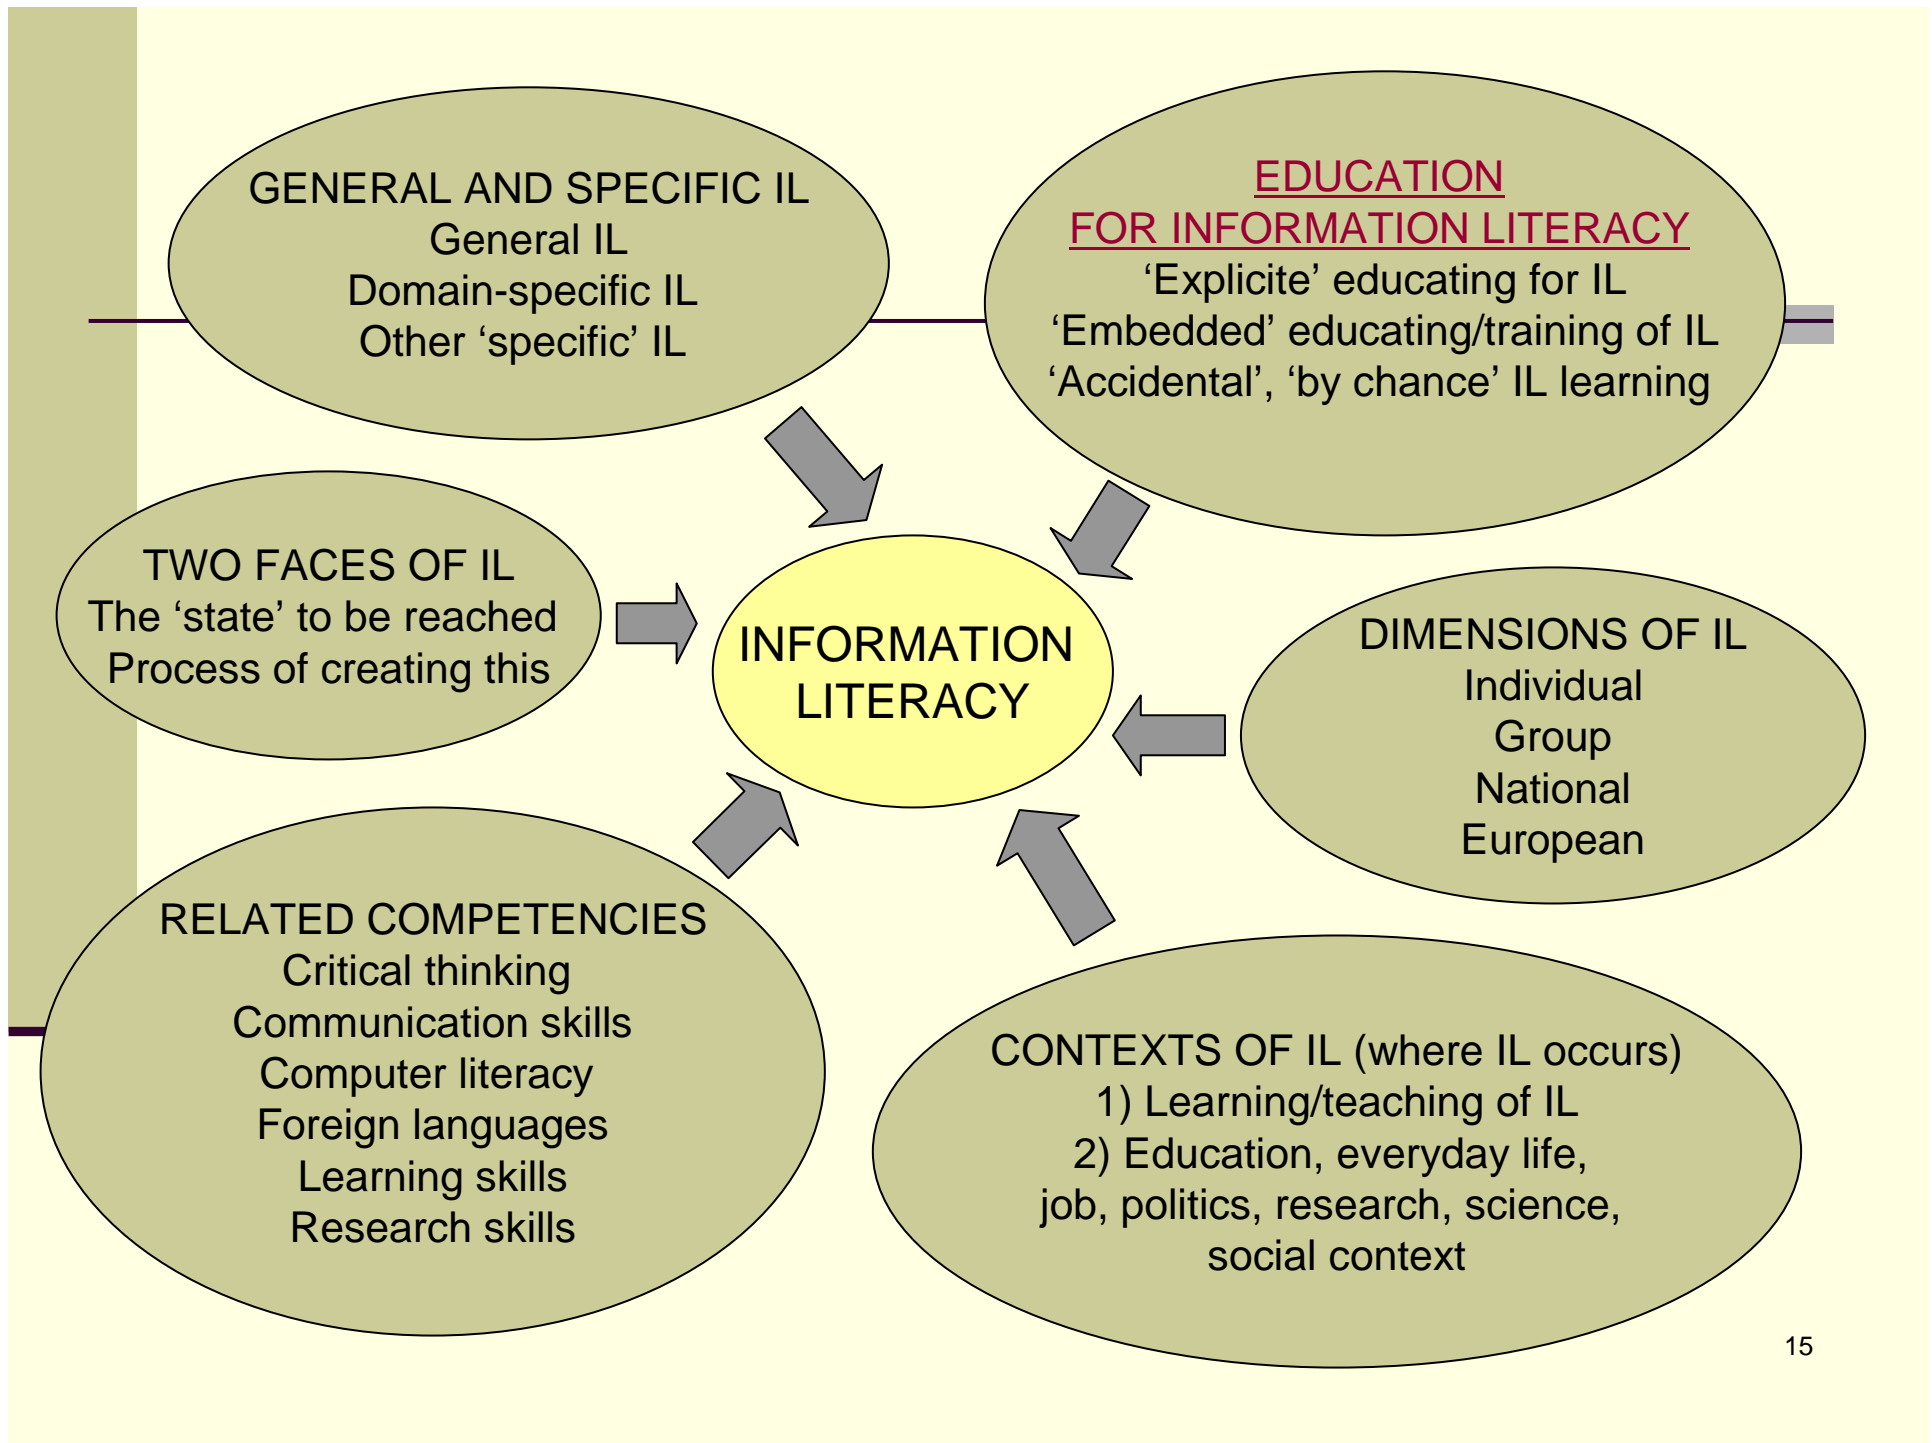 GENERAL AND SPECIFIC IL
General IL
Domain-specific IL
Other ‘specific’ IL
EDUCATION
FOR INFORMATION LITERACY
‘Explicite’ educating for IL
‘Embedded’ educating/training of IL
‘Accidental’, ‘by chance’ IL learning
TWO FACES OF IL
The ‘state’ to be reached
Process of creating this
INFORMATION
LITERACY
DIMENSIONS OF IL
Individual
Group
National
European
RELATED COMPETENCIES
Critical thinking
Communication skills
Computer literacy
Foreign languages
Learning skills
Research skills
CONTEXTS OF IL (where IL occurs)
1) Learning/teaching of IL
2) Education, everyday life,
job, politics, research, science,
social context
15